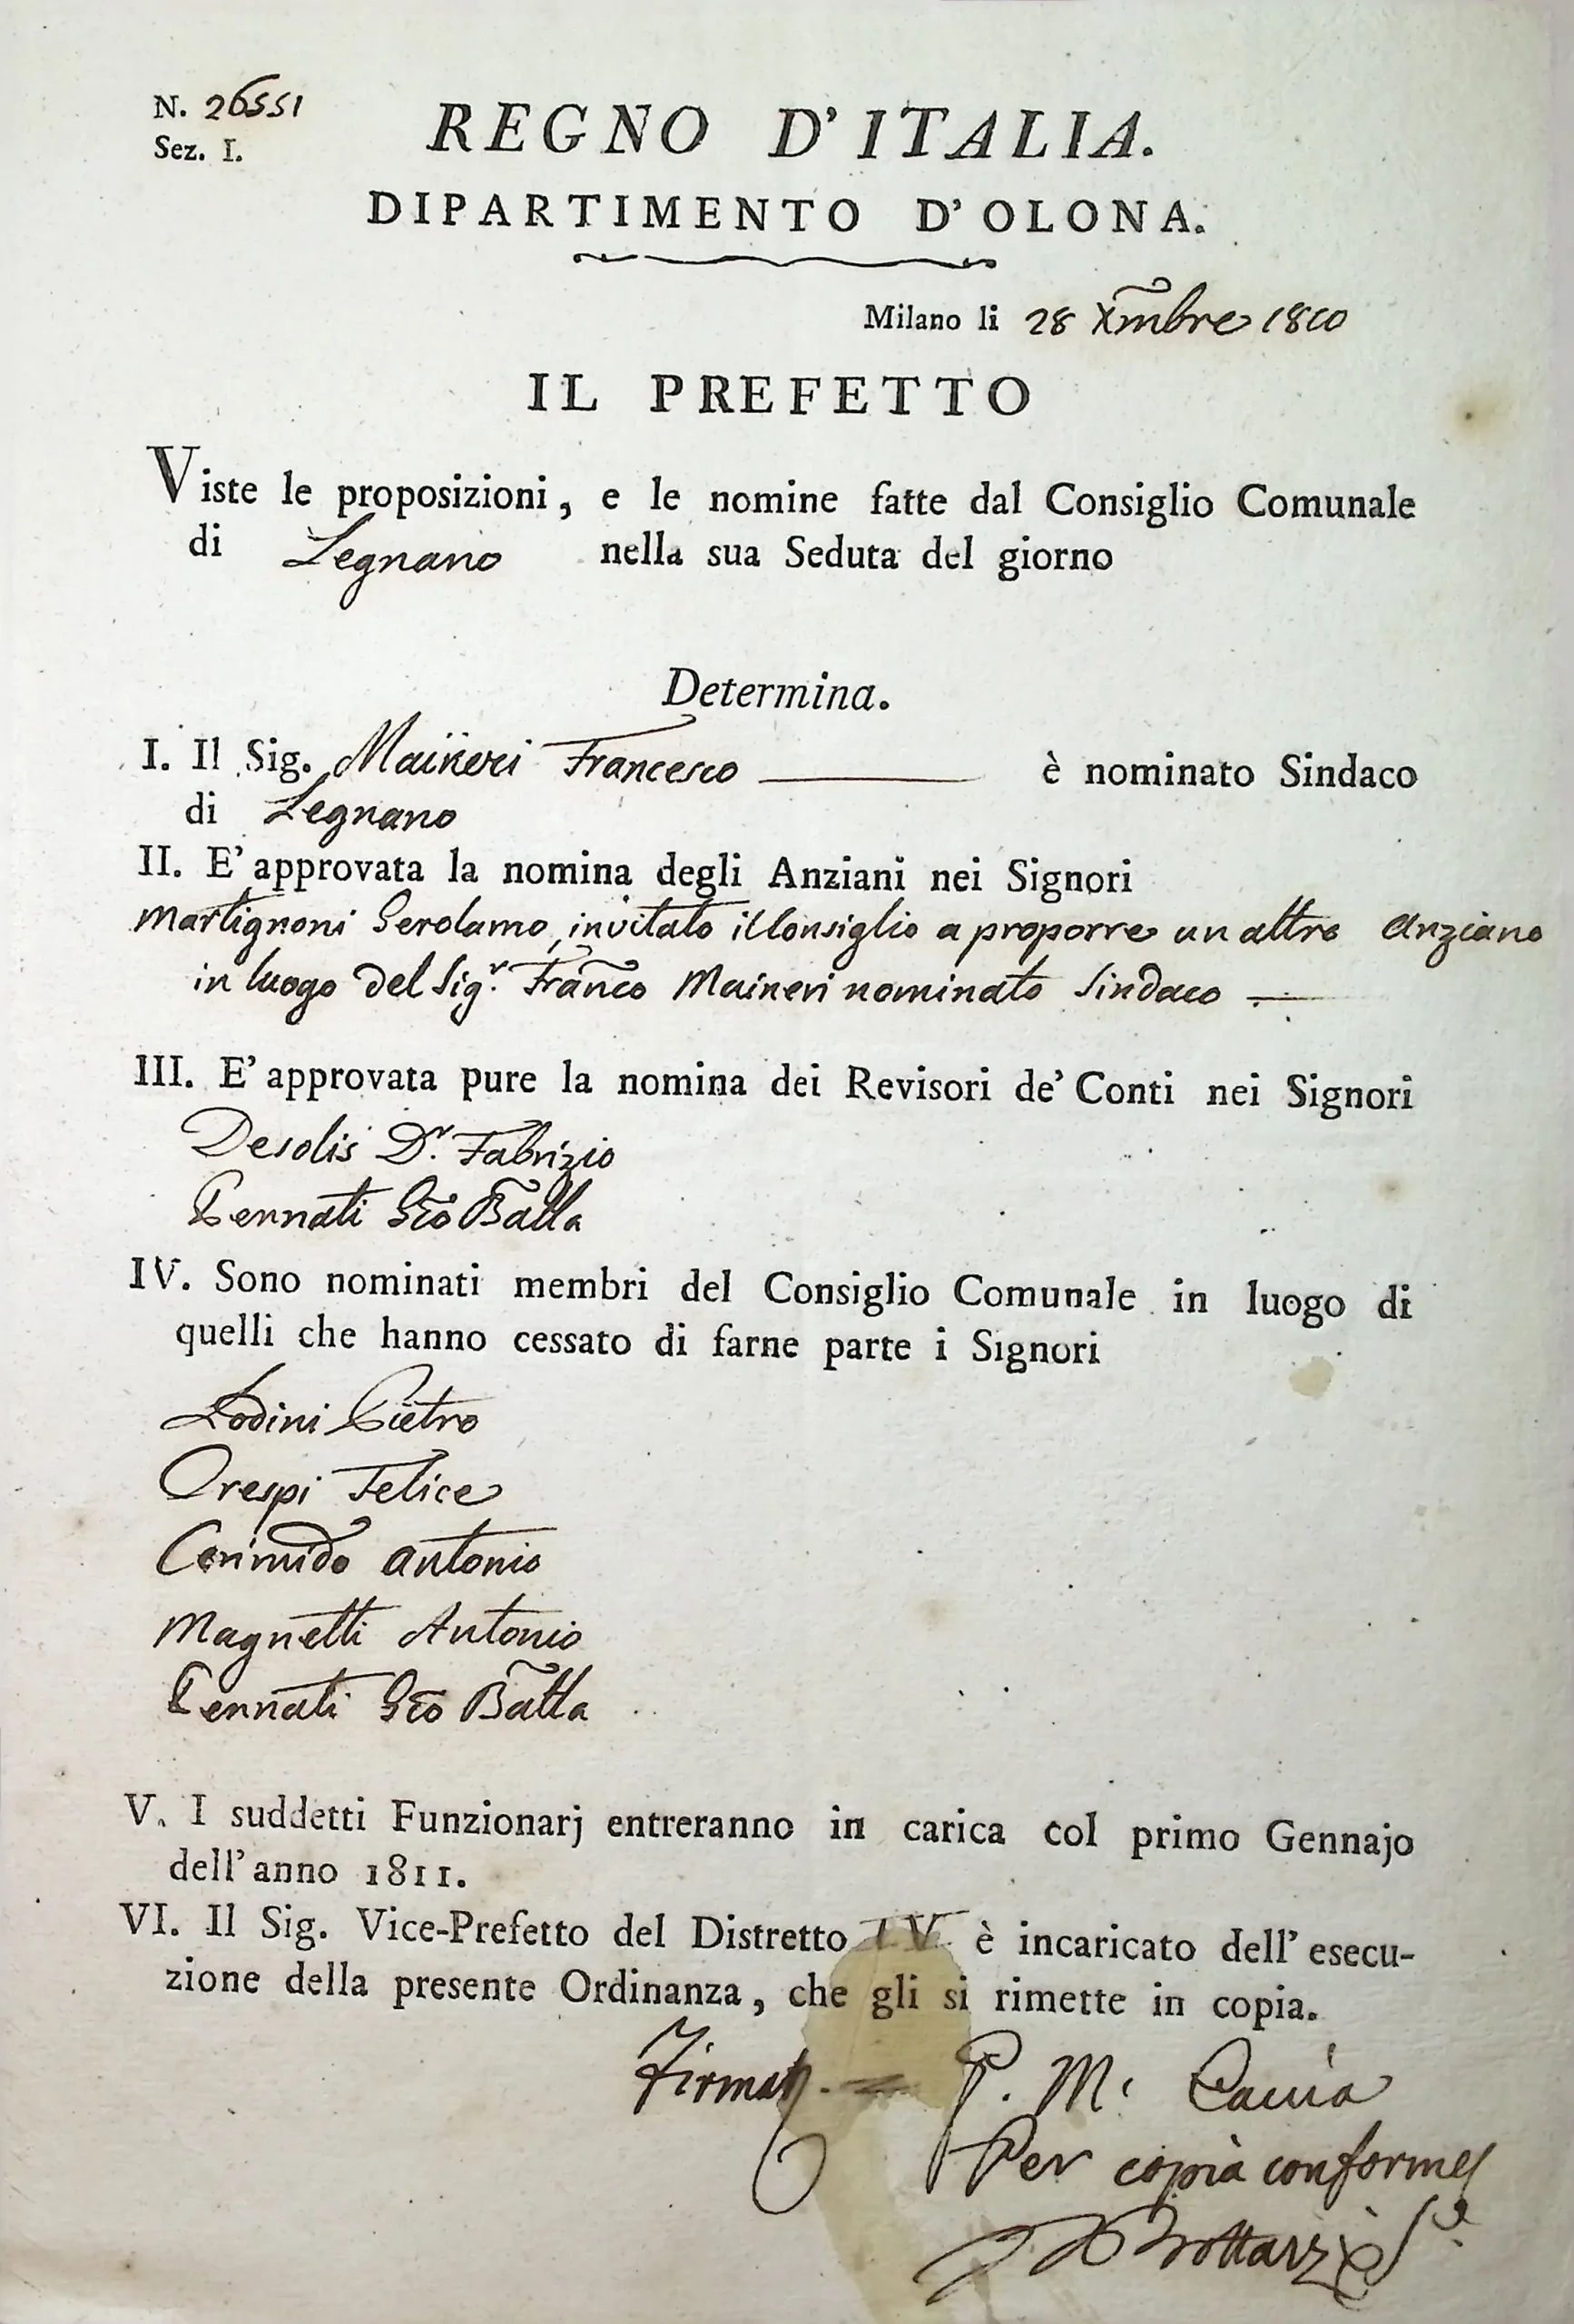 N. 26551
Sez. I.
REGNO D'ITALIA.
DIPARTIMENTO D'OLONA.
Milano li 28 Xmbre 1810
IL PREFETTO
Viste le proposizioni, e le nomine fatte dal Consiglio Comunale
di Legnano nella sua Seduta del giorno
Determina.
I. Il Sig. Maineri Francesco è nominato Sindaco
di Legnano
II. E' approvata la nomina degli Anziani nei Signori
Martignoni Gerolamo, invitato il Consiglio a proporre un altro Anziano
in luogo del Sig.r Franco Maineri nominato Sindaco
III. E' approvata pure la nomina dei Revisori de' Conti nei Signori
Desolis Dr. Fabrizio
Pennati Gio Batta
IV. Sono nominati membri del Consiglio Comunale in luogo di
quelli che hanno cessato di farne parte i Signori
Lodini Pietro
Crespi Felice
Cerimido Antonio
Magnetti Antonio
Pennati Gio Batta
V. I suddetti Funzionarj entreranno in carica col primo Gennajo
dell'anno 1811.
VI. Il Sig. Vice-Prefetto del Distretto IV è incaricato dell'esecu-
zione della presente Ordinanza, che gli si rimette in copia.
Firmato = P. M. Caccia
Per copia conforme